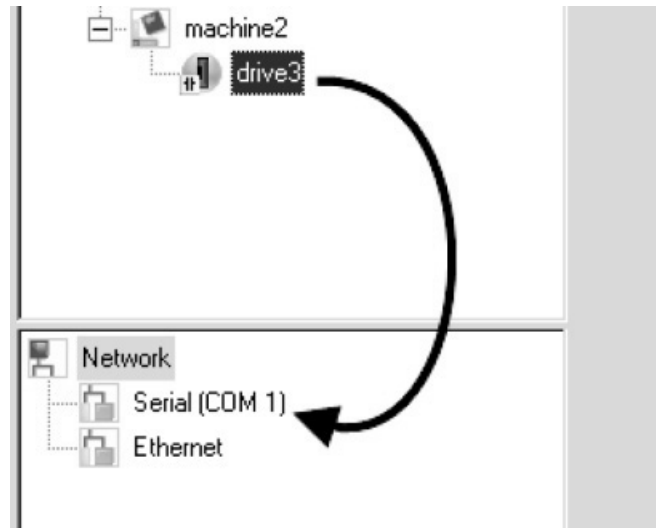 machine2
drive3
Network
Serial (COM 1)
Ethernet